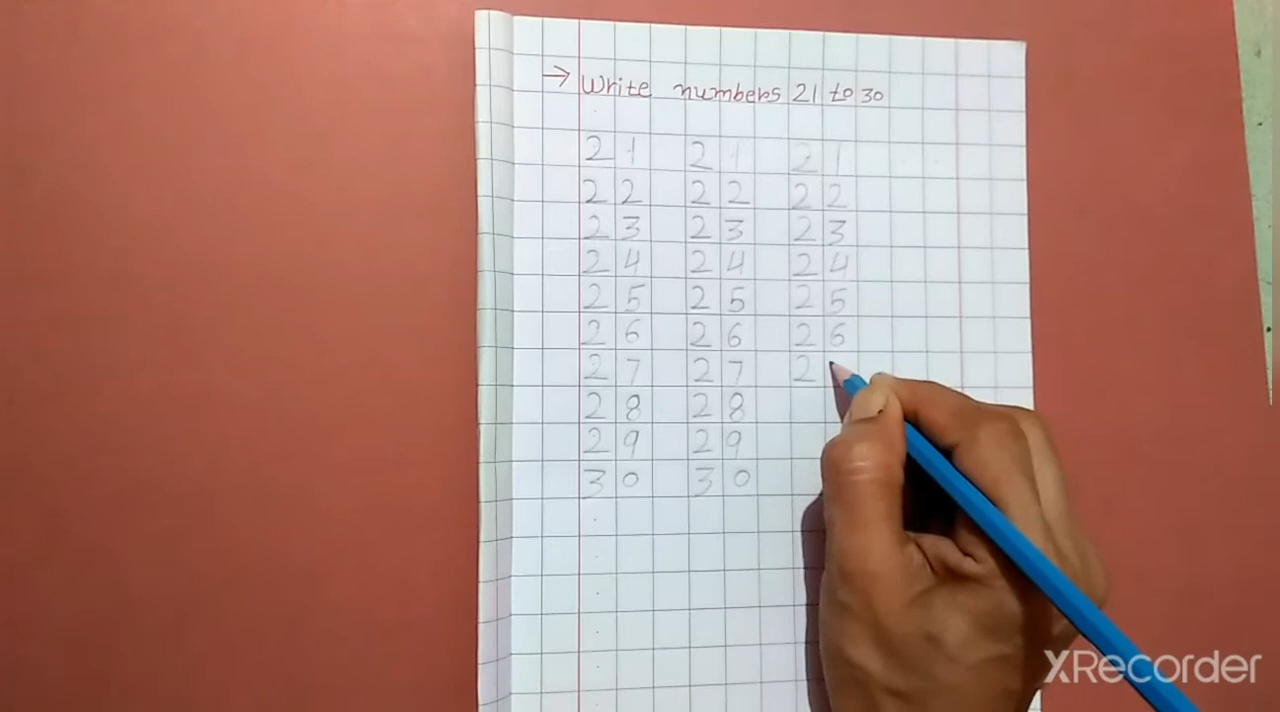 → Write numbers 21 to 30
21 21 21
22 22 22
23 23 23
24 24 24
25 25 25
26 26 26
27 27 2
28 28
29 29
30 30
XRecorder